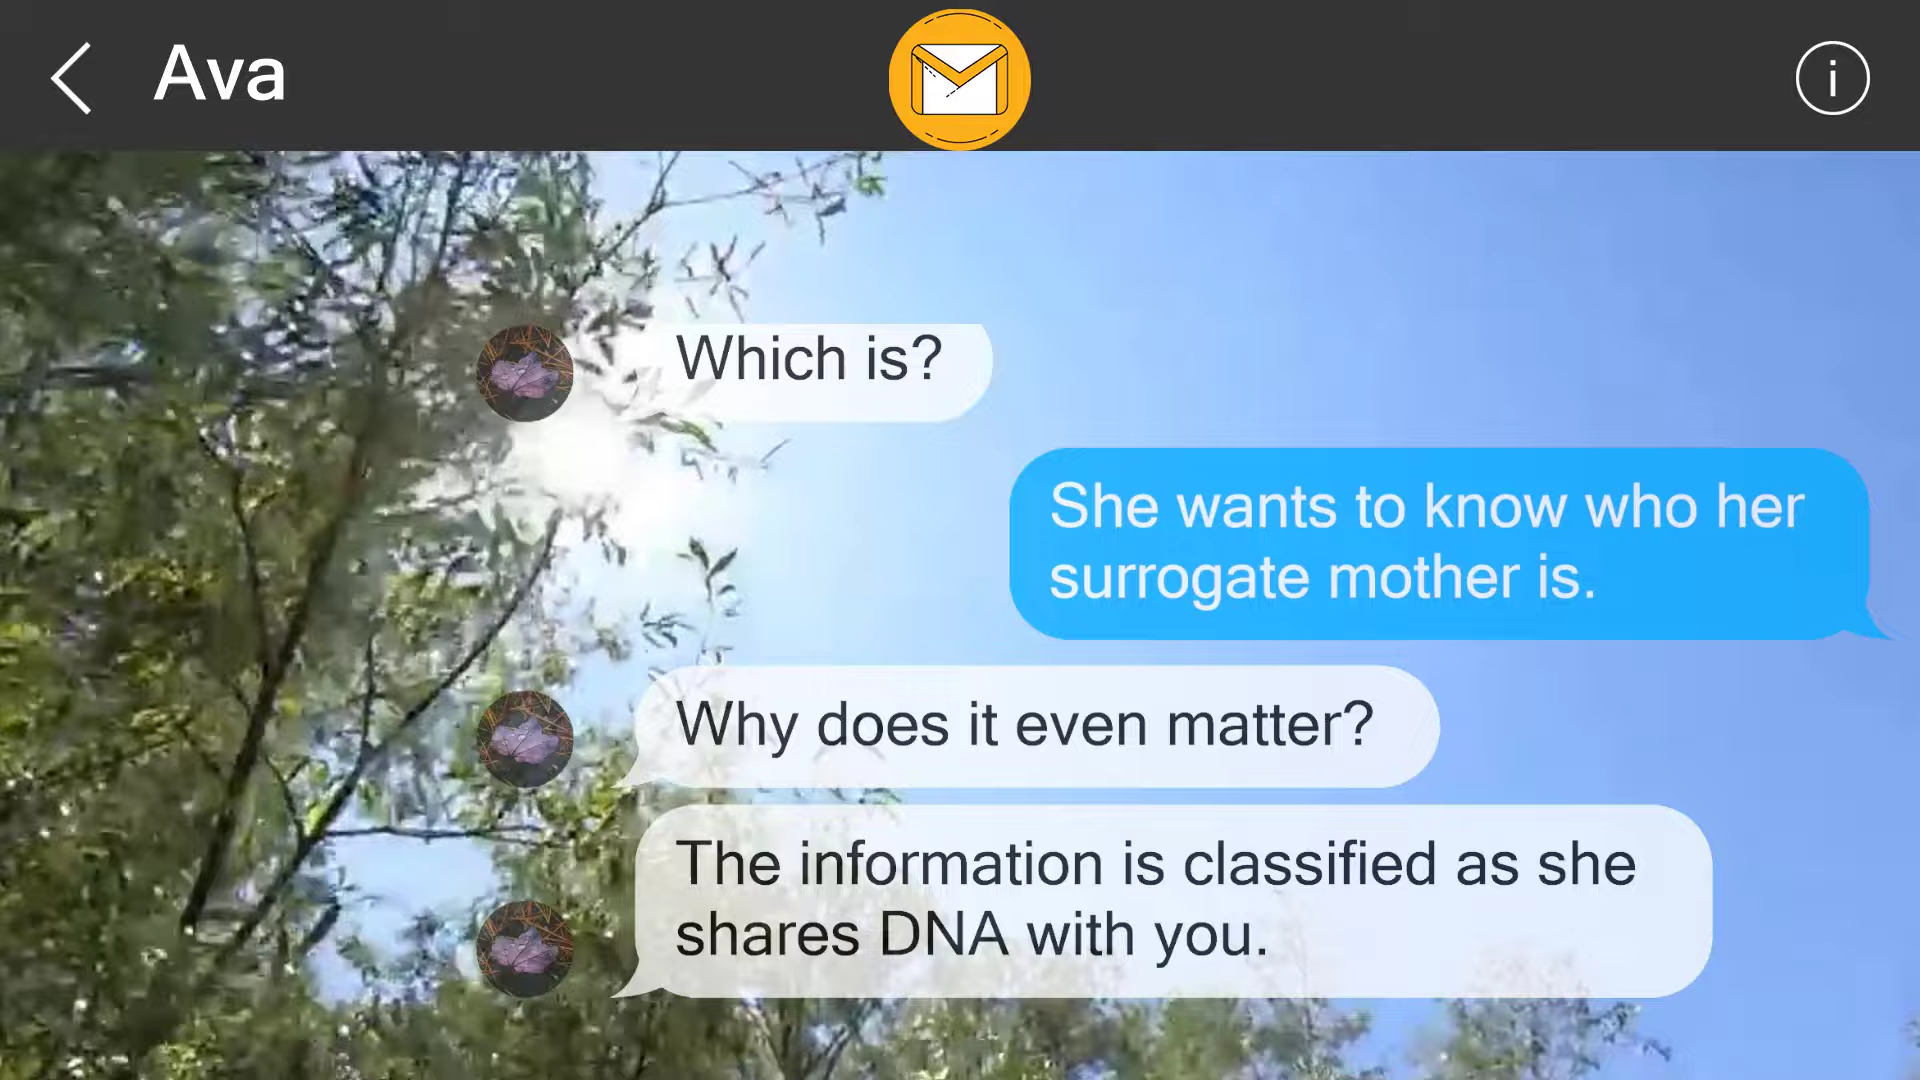 Ava
Which is?
She wants to know who her
surrogate mother is.
Why does it even matter?
The information is classified as she
shares DNA with you.